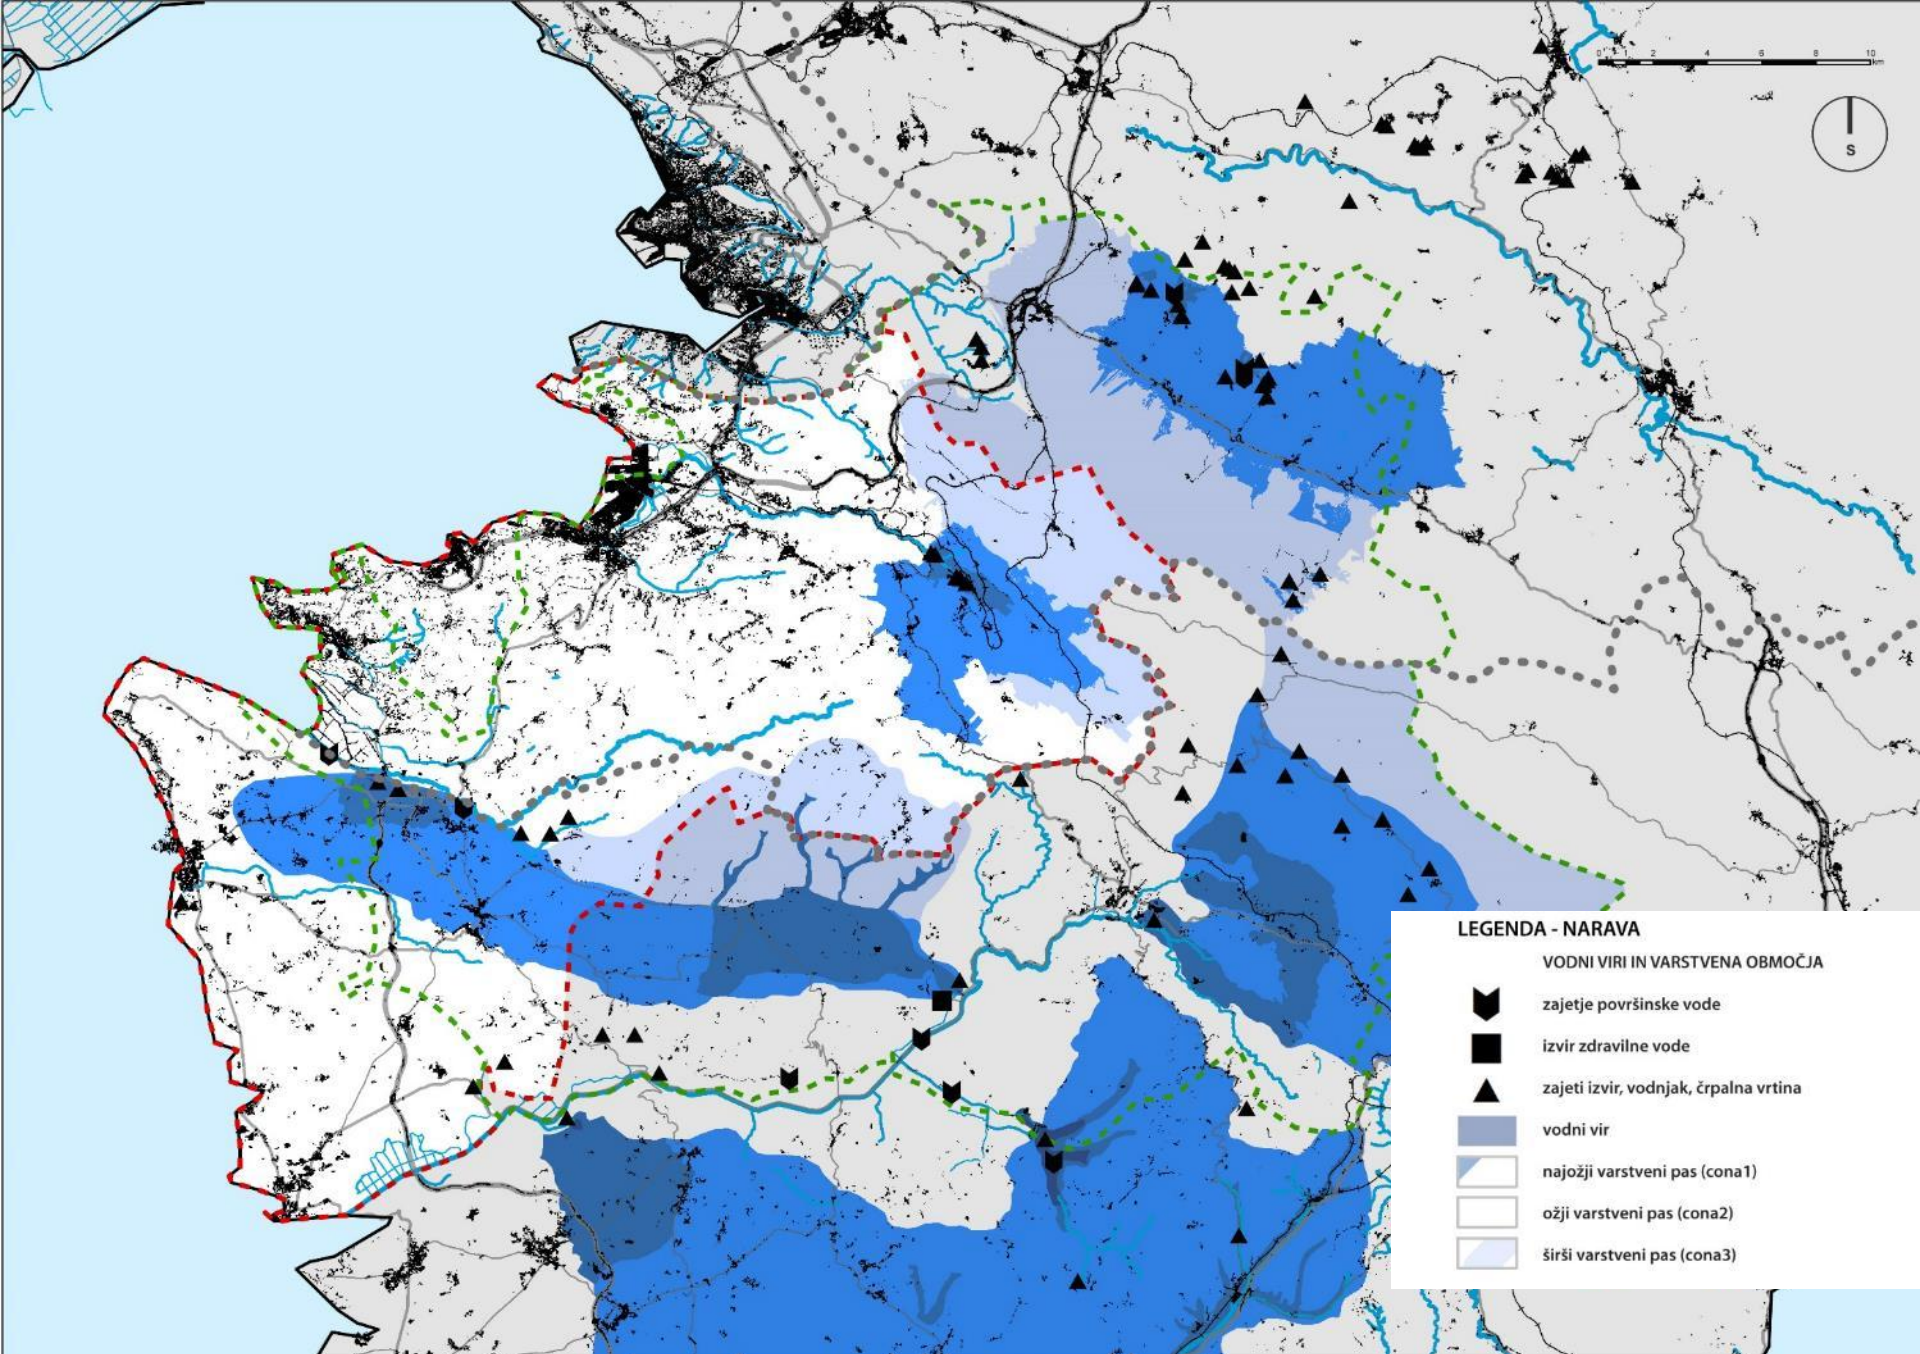 0 1 2 4 6 8 10
km
S
LEGENDA - NARAVA
VODNI VIRI IN VARSTVENA OBMOČJA
zajetje površinske vode
izvir zdravilne vode
zajeti izvir, vodnjak, črpalna vrtina
vodni vir
najožji varstveni pas (cona1)
ožji varstveni pas (cona2)
širši varstveni pas (cona3)